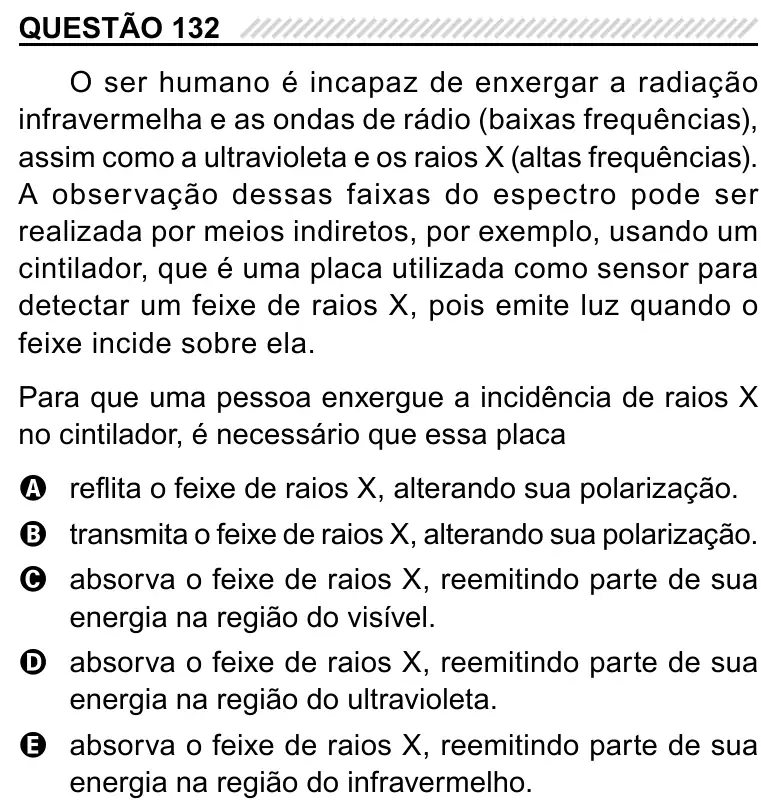 QUESTÃO 132
O ser humano é incapaz de enxergar a radiação
infravermelha e as ondas de rádio (baixas frequências),
assim como a ultravioleta e os raios X (altas frequências).
A observação dessas faixas do espectro pode ser
realizada por meios indiretos, por exemplo, usando um
cintilador, que é uma placa utilizada como sensor para
detectar um feixe de raios X, pois emite luz quando o
feixe incide sobre ela.
Para que uma pessoa enxergue a incidência de raios X
no cintilador, é necessário que essa placa
A reflita o feixe de raios X, alterando sua polarização.
B transmita o feixe de raios X, alterando sua polarização.
C absorva o feixe de raios X, reemitindo parte de sua
energia na região do visível.
D absorva o feixe de raios X, reemitindo parte de sua
energia na região do ultravioleta.
E absorva o feixe de raios X, reemitindo parte de sua
energia na região do infravermelho.